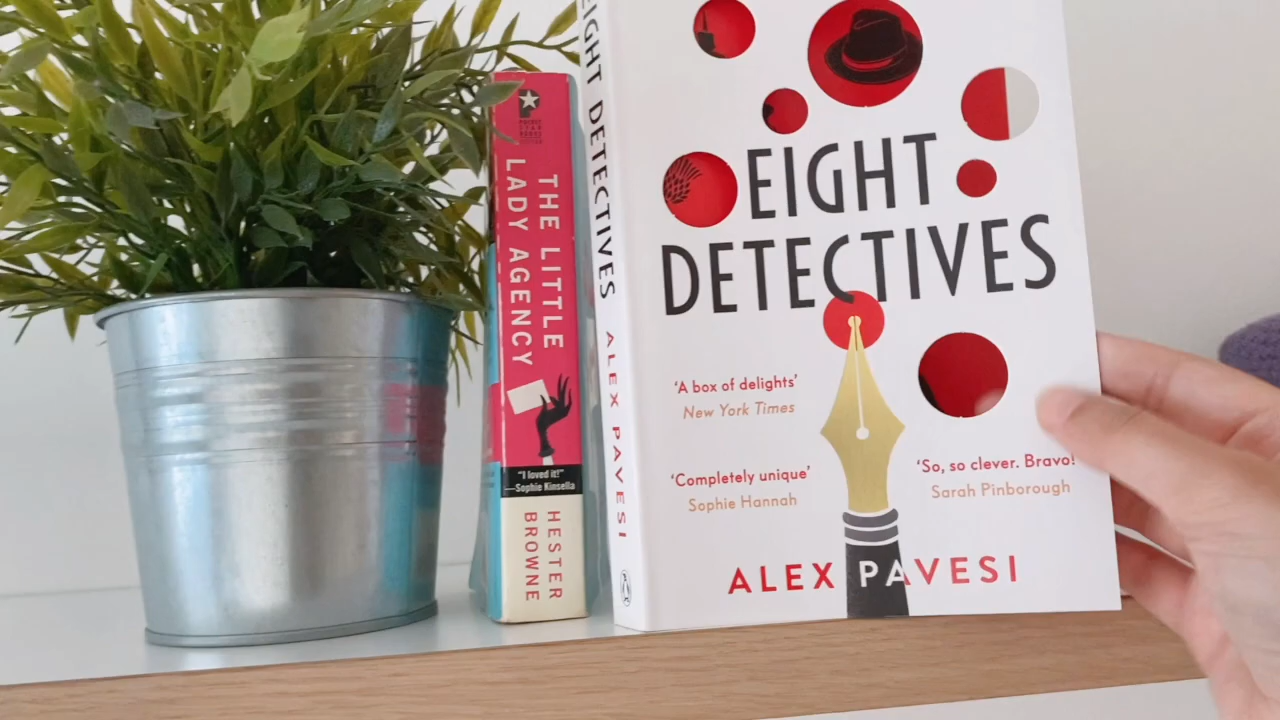 THE LITTLE
LADY AGENCY
"I loved it!"
—Sophie Kinsella
HESTER
BROWNE
EIGHT DETECTIVES ALEX PAVESI
EIGHT
DETECTIVES
'A box of delights'
New York Times
'Completely unique'
Sophie Hannah
'So, so clever. Bravo!'
Sarah Pinborough
ALEX PAVESI